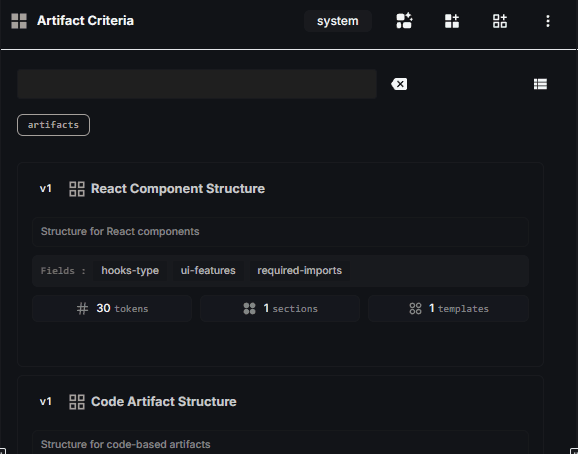 Artifact Criteria system
artifacts
v1 React Component Structure
Structure for React components
Fields : hooks-type ui-features required-imports
30 tokens 1 sections 1 templates
v1 Code Artifact Structure
Structure for code-based artifacts